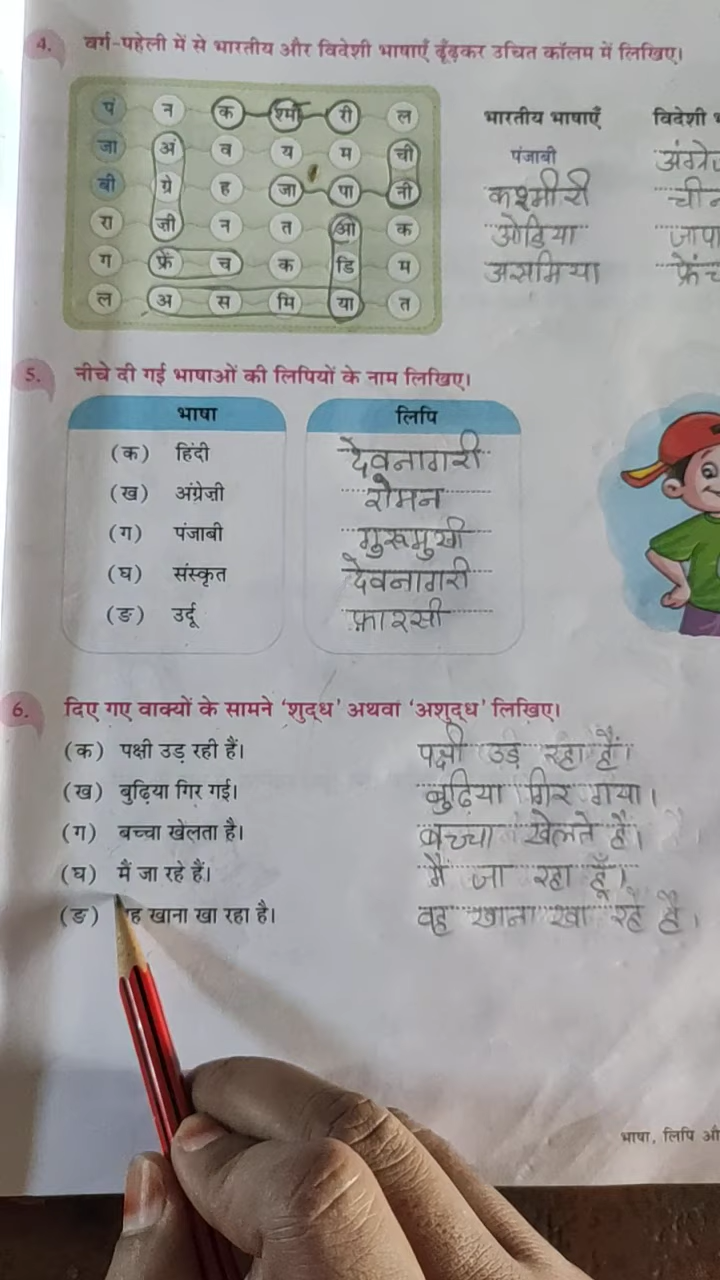 4. वर्ग-पहेली में से भारतीय और विदेशी भाषाएँ ढूँढ़कर उचित कॉलम में लिखिए।
पं न क श्मी री ल
जा अं व य म ची
बी ग्रे ह जा पा नी
रा ज़ी न त ओ क
ग फ्रें च क डि म
ल अ स मि या त
भारतीय भाषाएँ विदेशी
पंजाबी
कश्मीरी
ओडिया
असमिया
फ्रेंच
5. नीचे दी गई भाषाओं की लिपियों के नाम लिखिए।
भाषा लिपि
(क) हिंदी देवनागरी
(ख) अंग्रेज़ी रोमन
(ग) पंजाबी गुरूमुखी
(घ) संस्कृत देवनागरी
(ङ) उर्दू फ़ारसी
6. दिए गए वाक्यों के सामने ‘शुद्ध’ अथवा ‘अशुद्ध’ लिखिए।
(क) पक्षी उड़ रही हैं। पक्षी उड़ रहा हैं।
(ख) बुढ़िया गिर गई। बुढ़िया गिर गया।
(ग) बच्चा खेलता है। बच्चा खेलते है।
(घ) मैं जा रहे हैं। मैं जा रहा हूँ।
(ङ) खाना खा रहा है। वह खाना खा रहे है।
भाषा, लिपि